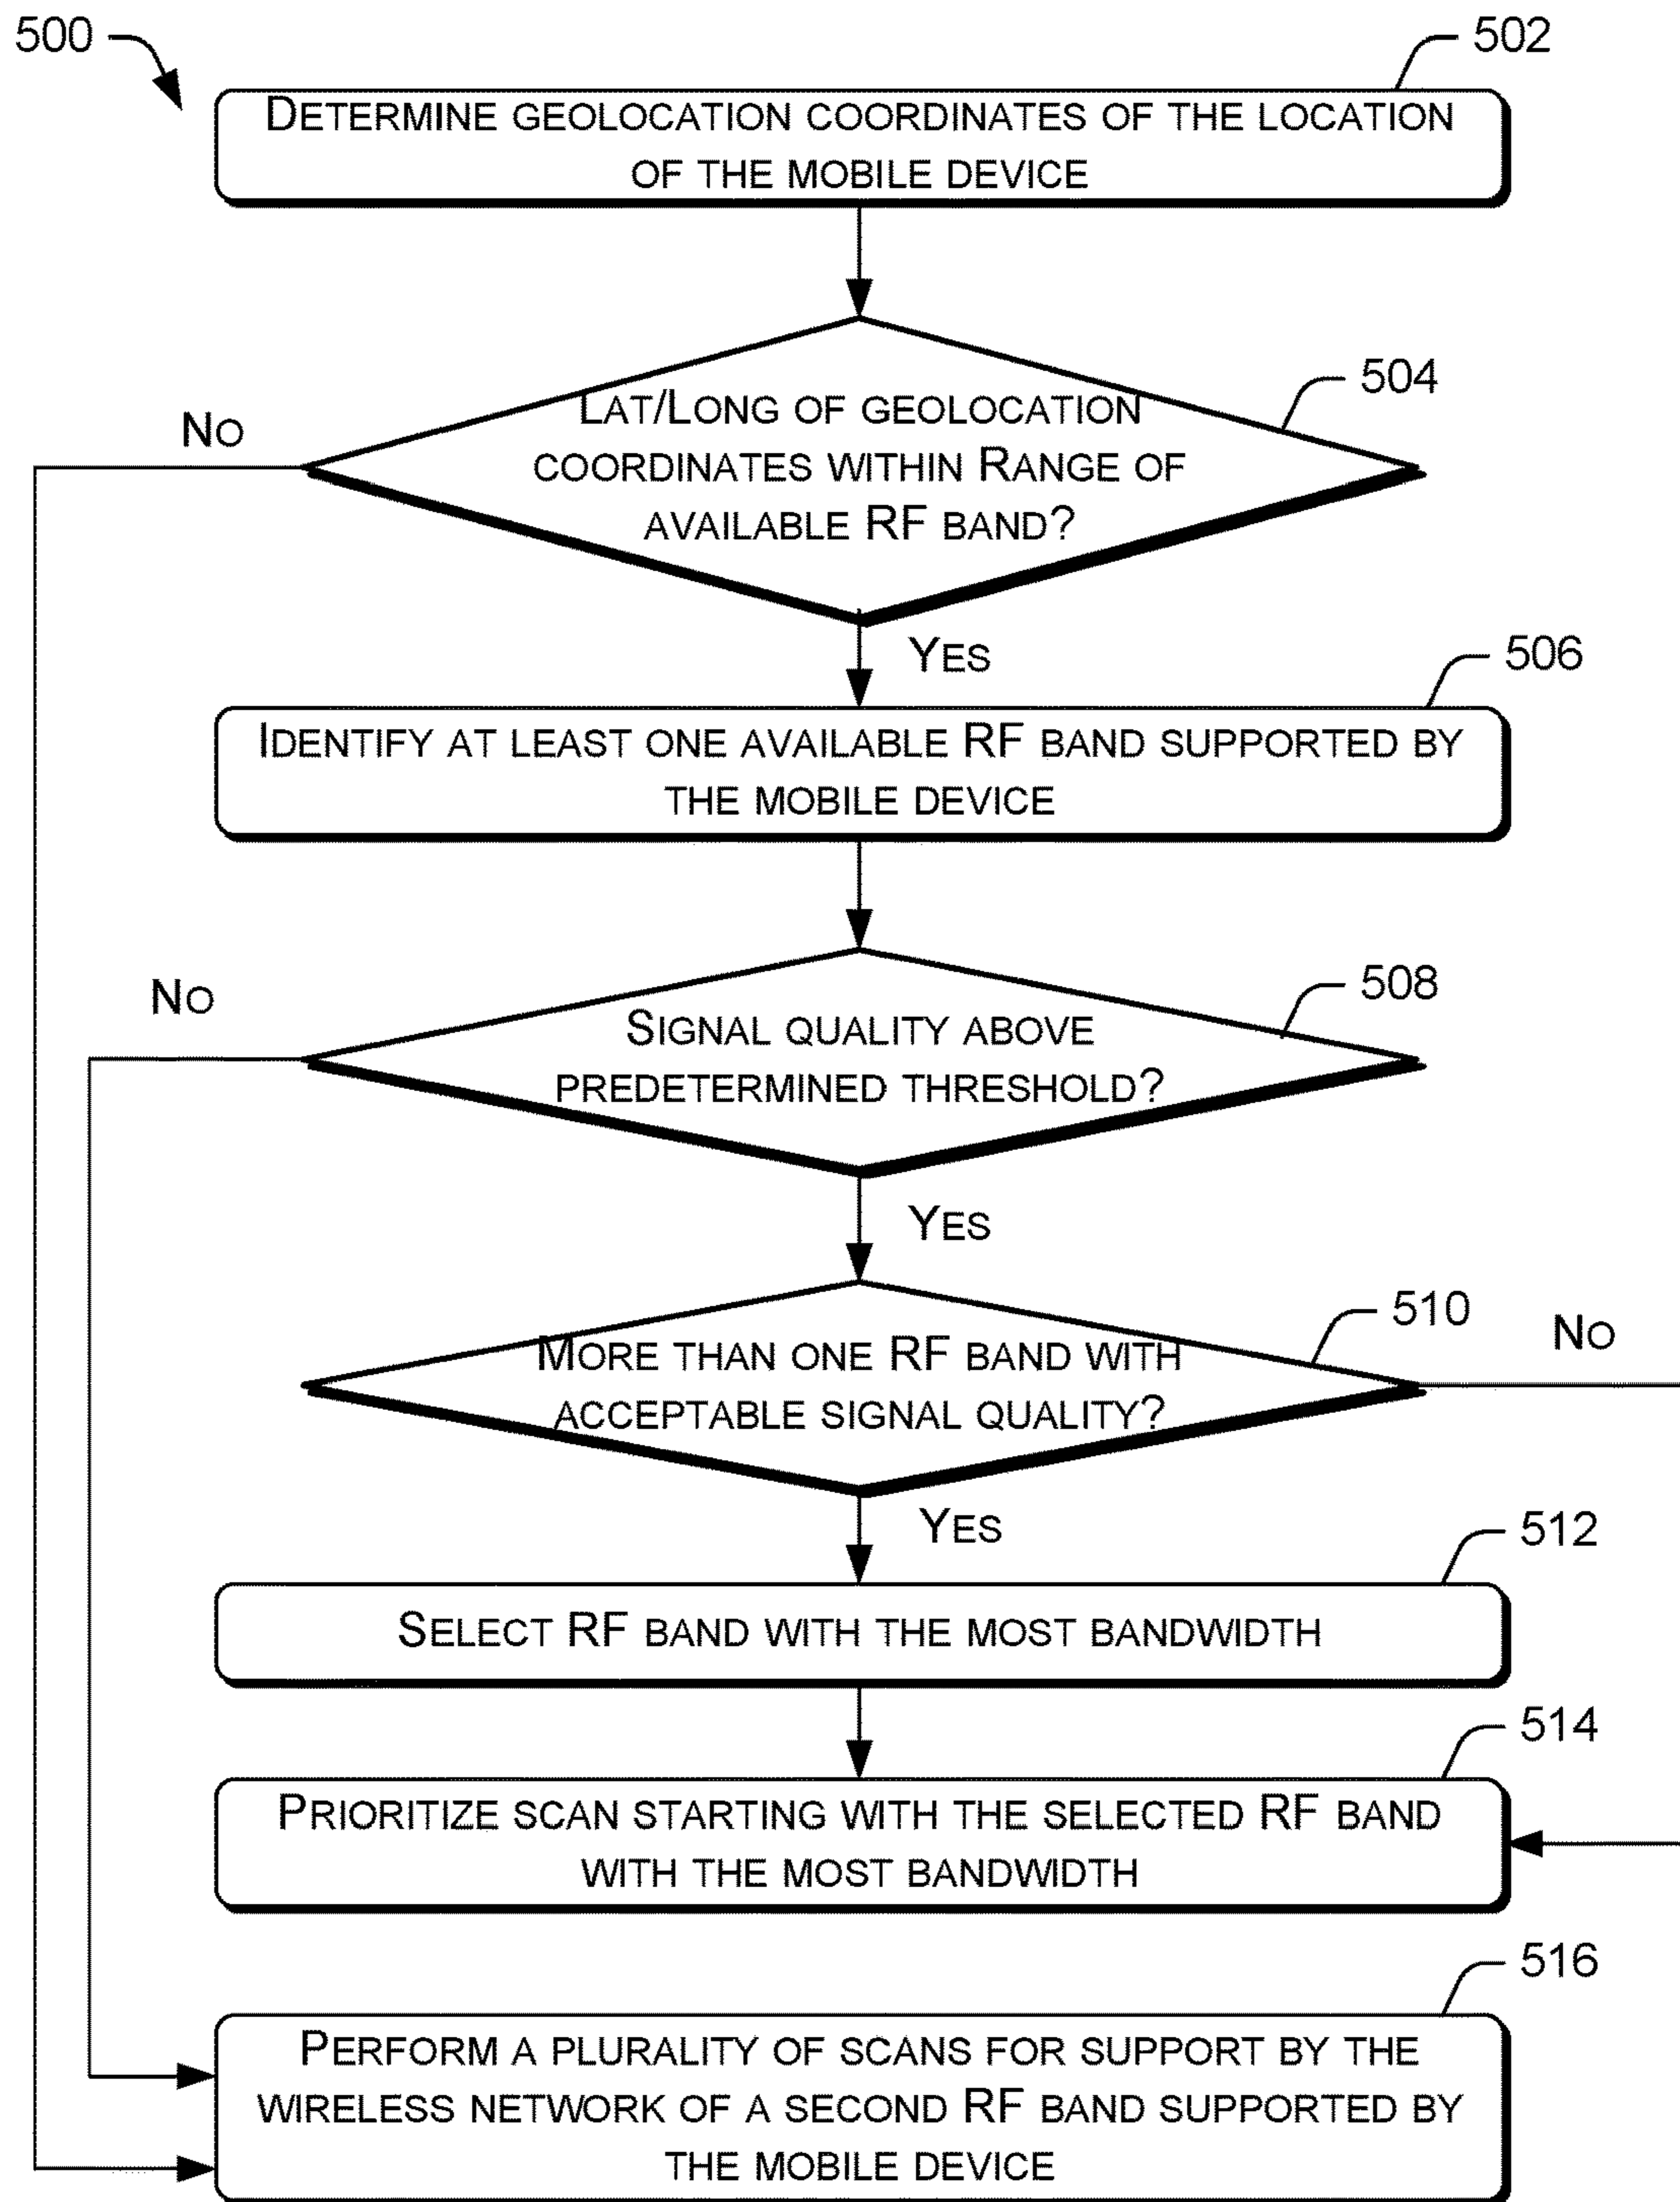 500
502
DETERMINE GEOLOCATION COORDINATES OF THE LOCATION
OF THE MOBILE DEVICE
504
LAT/LONG OF GEOLOCATION
COORDINATES WITHIN RANGE OF
AVAILABLE RF BAND?
NO
YES
506
IDENTIFY AT LEAST ONE AVAILABLE RF BAND SUPPORTED BY
THE MOBILE DEVICE
508
NO
SIGNAL QUALITY ABOVE
PREDETERMINED THRESHOLD?
YES
510
NO
MORE THAN ONE RF BAND WITH
ACCEPTABLE SIGNAL QUALITY?
YES
512
SELECT RF BAND WITH THE MOST BANDWIDTH
514
PRIORITIZE SCAN STARTING WITH THE SELECTED RF BAND
WITH THE MOST BANDWIDTH
516
PERFORM A PLURALITY OF SCANS FOR SUPPORT BY THE
WIRELESS NETWORK OF A SECOND RF BAND SUPPORTED BY
THE MOBILE DEVICE